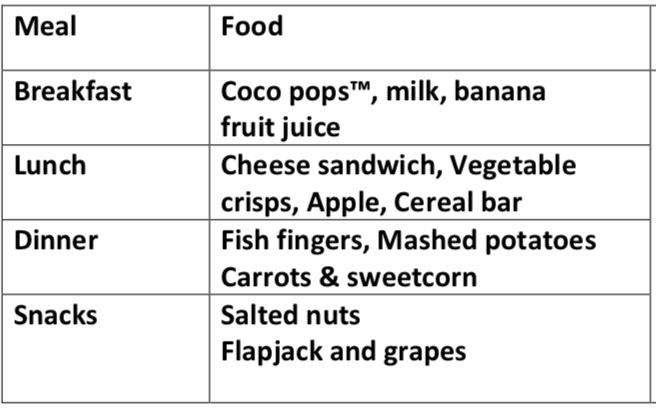 Meal
Food
Breakfast
Coco pops™, milk, banana
fruit juice
Lunch
Cheese sandwich, Vegetable
crisps, Apple, Cereal bar
Dinner
Fish fingers, Mashed potatoes
Carrots & sweetcorn
Snacks
Salted nuts
Flapjack and grapes